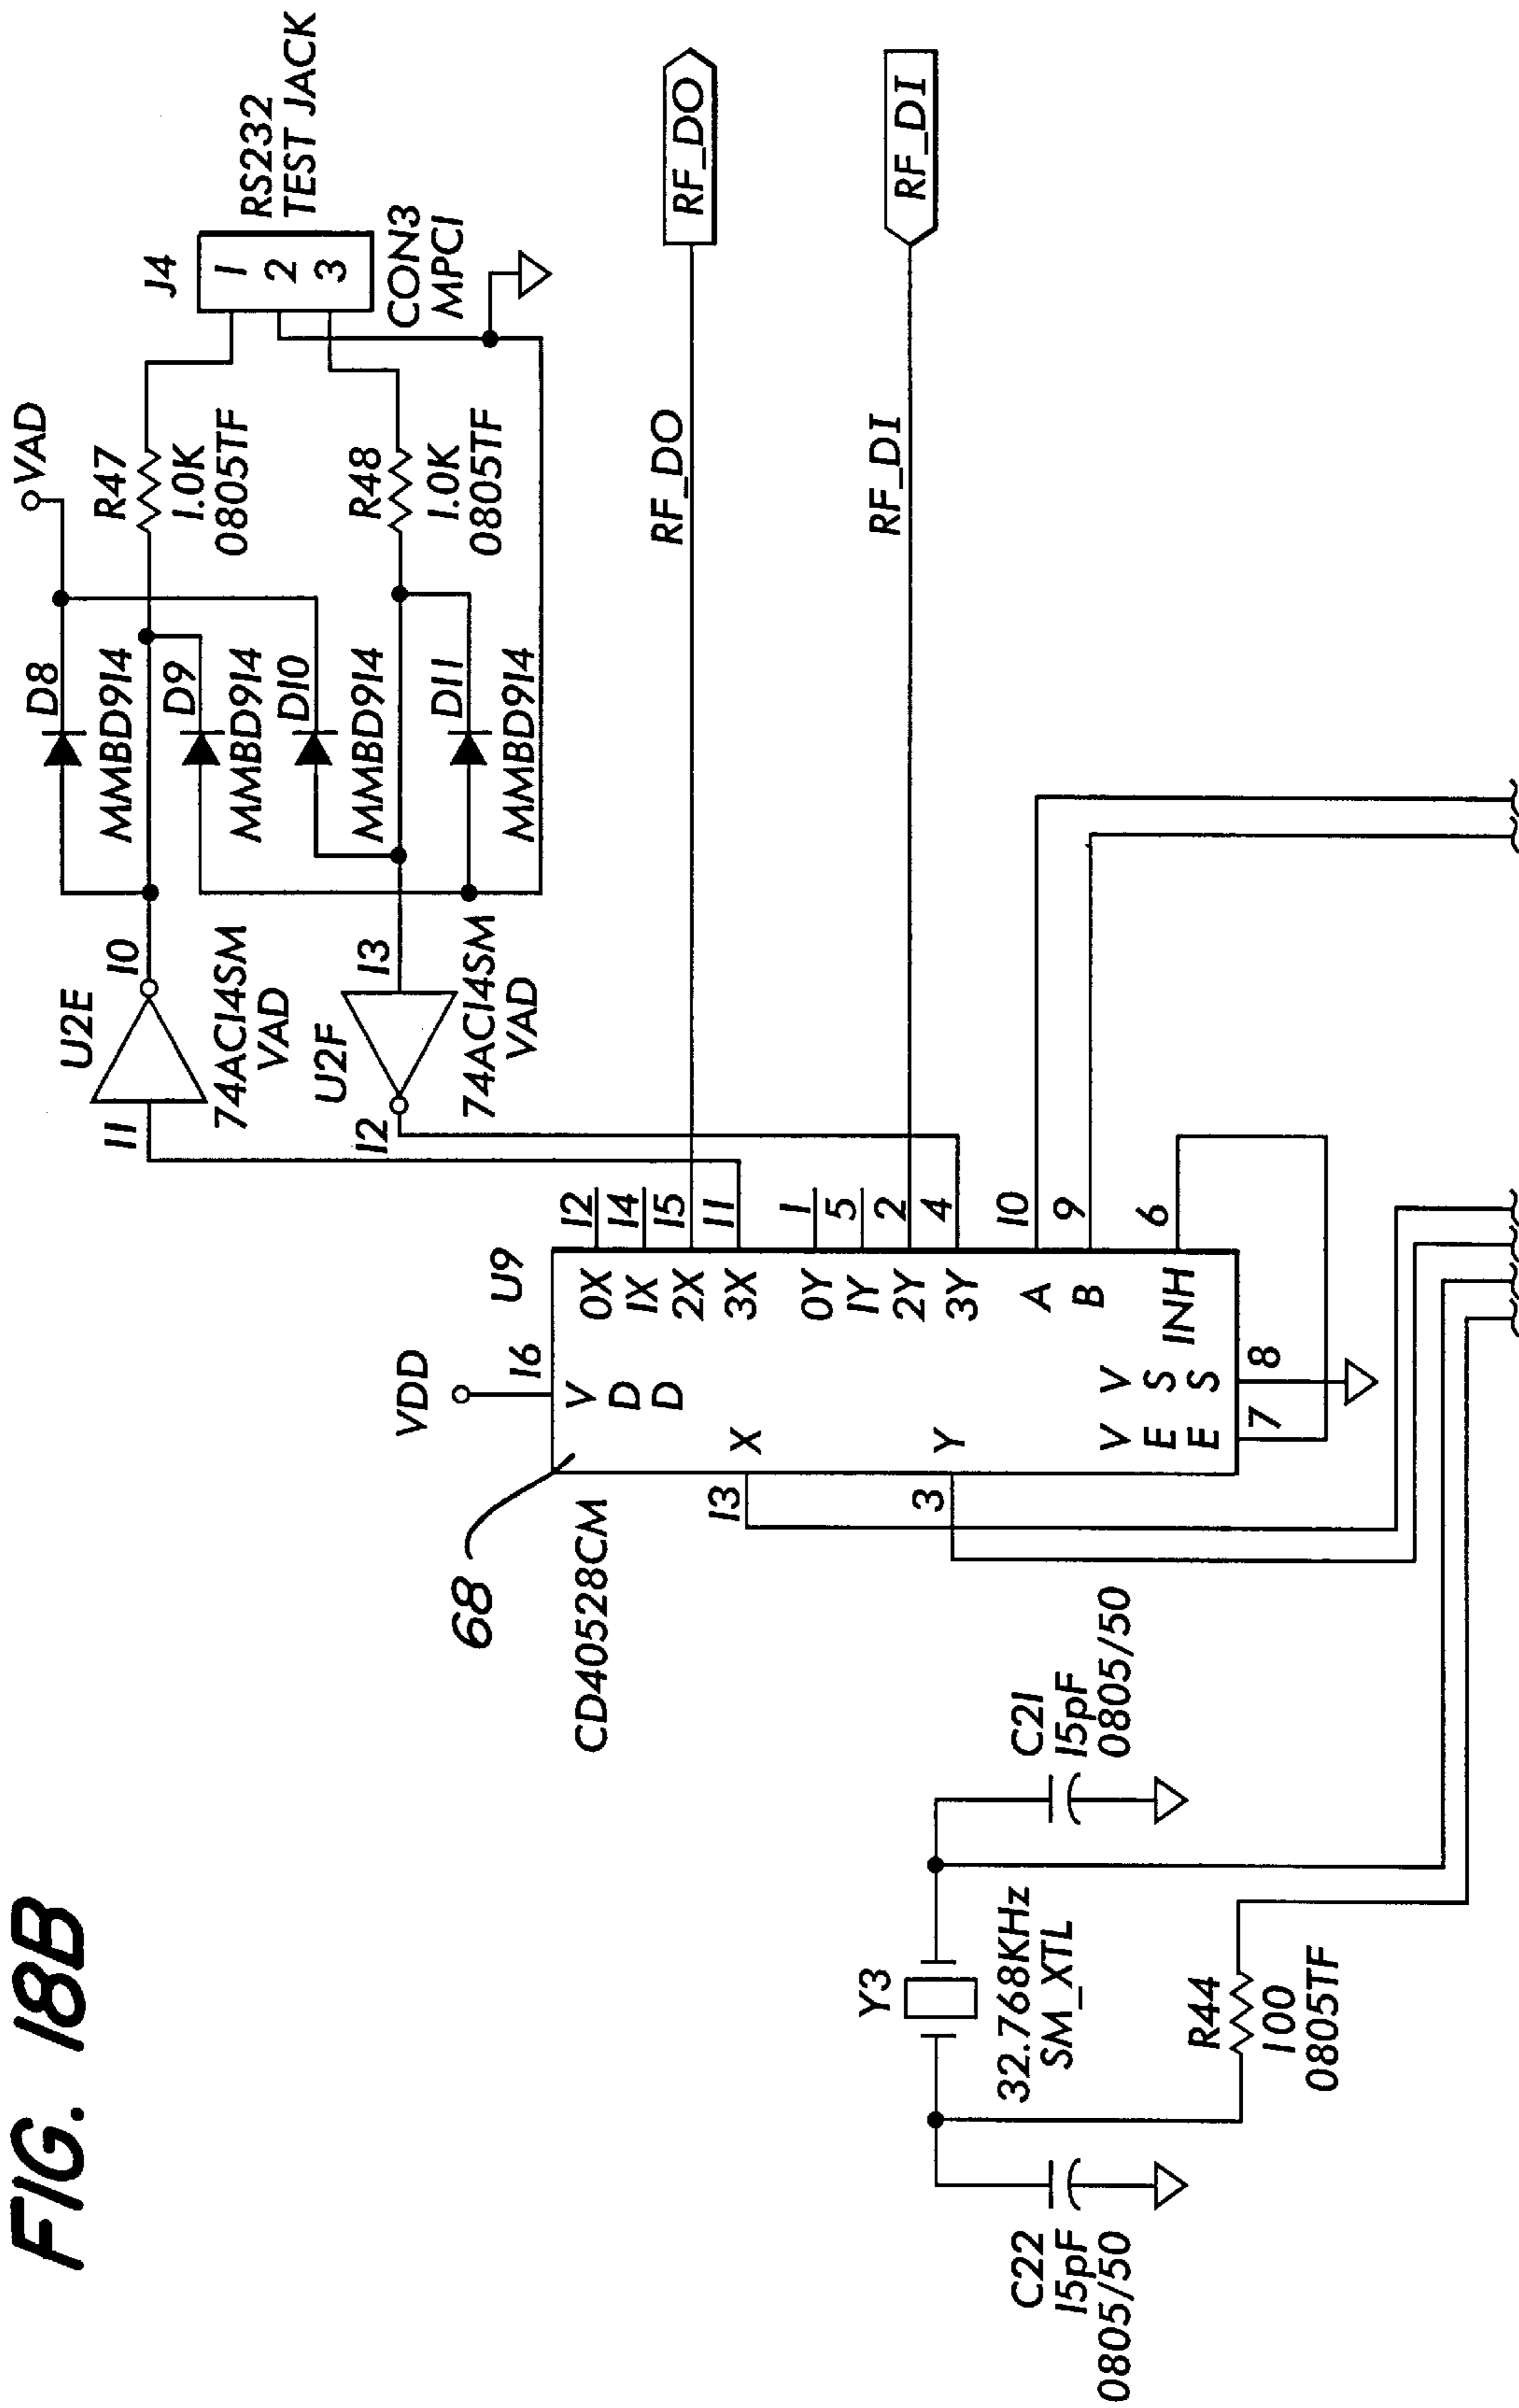 FIG. 18B
VAD
D8
MMBD914
R47
1.0K
0805TF
D9
MMBD914
D10
MMBD914
R48
1.0K
0805TF
D11
MMBD914
J4
1
2
3
RS232
TEST JACK
CON3
MPCI
U2E
11
10
74AC14SM
VAD
U2F
12
13
74AC14SM
VAD
RF_DO
RF_DO
RF_DI
RF_DI
VDD
16
U9
68
CD40528CM
V
D
D
0X
12
1X
14
2X
15
3X
11
0Y
1
1Y
5
2Y
2
3Y
4
A
10
B
9
INH
6
X
13
Y
3
V
E
E
7
V
S
S
8
Y3
32.768KHz
SM_XTL
C21
15pF
0805/50
C22
15pF
0805/50
R44
100
0805TF